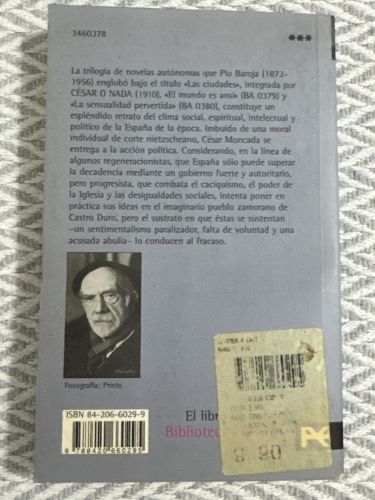 3460378
***
La trilogía de novelas autónomas que Pío Baroja (1872-
1956) englobó bajo el título «Las ciudades», integrada por
CÉSAR O NADA (1910), «El mundo es ansí» (BA 0379) y
«La sensualidad pervertida» (BA 0380), constituye un
espléndido retrato del clima social, espiritual, intelectual y
político de la España de la época. Imbuido de una moral
individual de corte nietzscheano, César Moncada se
entrega a la acción política. Considerando, en la línea de
algunos regeneracionistas, que España sólo puede superar
la decadencia mediante un gobierno fuerte y autoritario,
pero progresista, que combata el caciquismo, el poder de
la Iglesia y las desigualdades sociales, intenta poner en
práctica sus ideas en el imaginario pueblo zamorano de
Castro Duro, pero el sustrato en que éstas se sustentan
–un sentimentalismo paralizador, falta de voluntad y una
acusada abulia– lo conducen al fracaso.
Fotografía: Prieto
ISBN 84-206-6029-9
9 788420 660295
El libro
Biblioteca